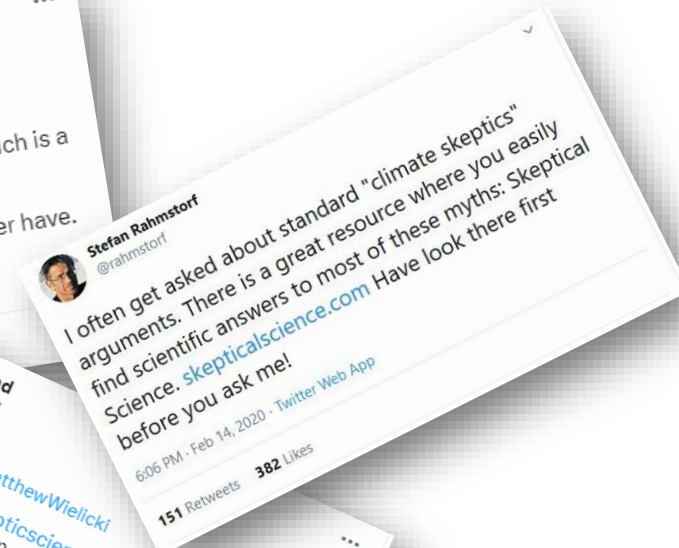 ch is a
er have.
Stefan Rahmstorf
@rahmstorf
I often get asked about standard "climate skeptics"
arguments. There is a great resource where you easily
find scientific answers to most of these myths: Skeptical
Science. skepticalscience.com Have look there first
before you ask me!
6:06 PM · Feb 14, 2020 · Twitter Web App
151 Retweets 382 Likes
tthewWielicki
pticscien